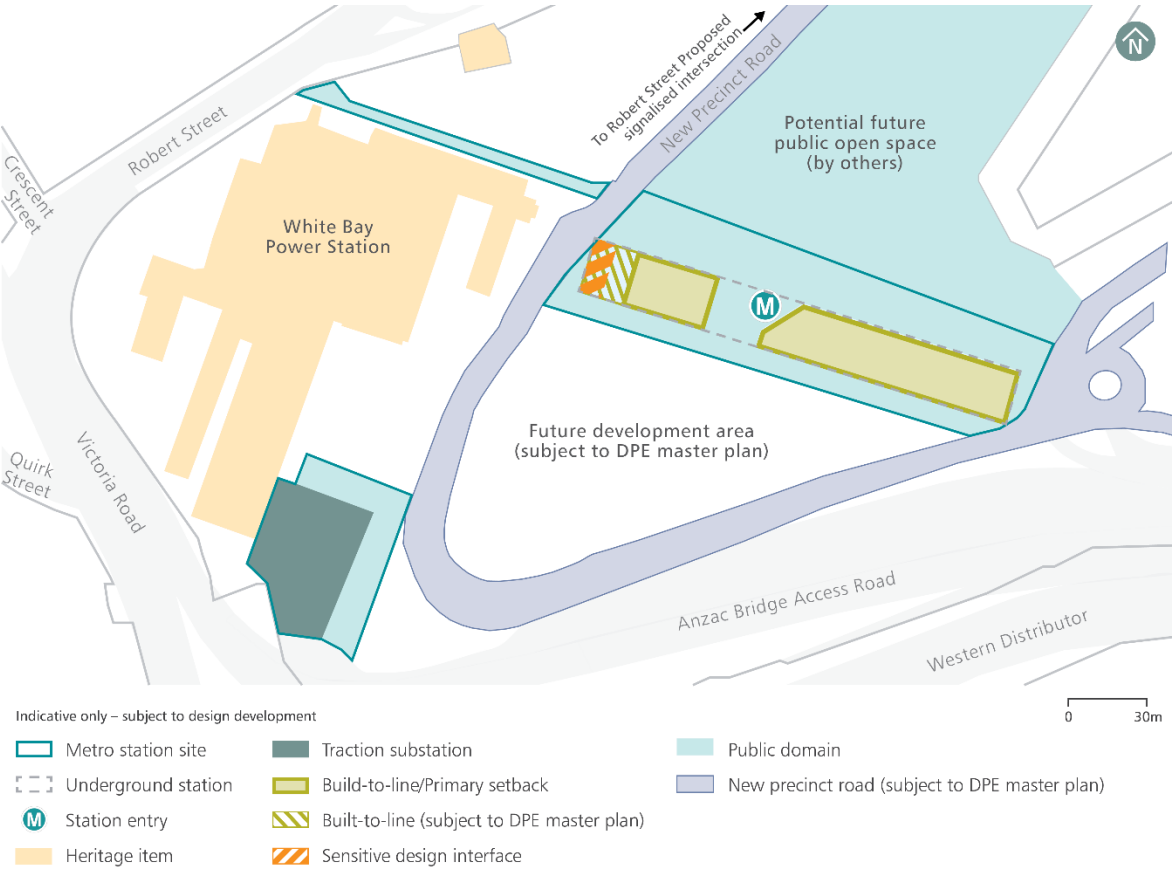 N
To Robert Street Proposed
signalised intersection
New Precinct Road
Robert Street
Crescent
Street
Potential future
public open space
(by others)
White Bay
Power Station
M
Future development area
(subject to DPE master plan)
Quirk
Street
Victoria Road
Anzac Bridge Access Road
Western Distributor
Indicative only – subject to design development
0 30m
Metro station site
Underground station
M Station entry
Heritage item
Traction substation
Build-to-line/Primary setback
Built-to-line (subject to DPE master plan)
Sensitive design interface
Public domain
New precinct road (subject to DPE master plan)